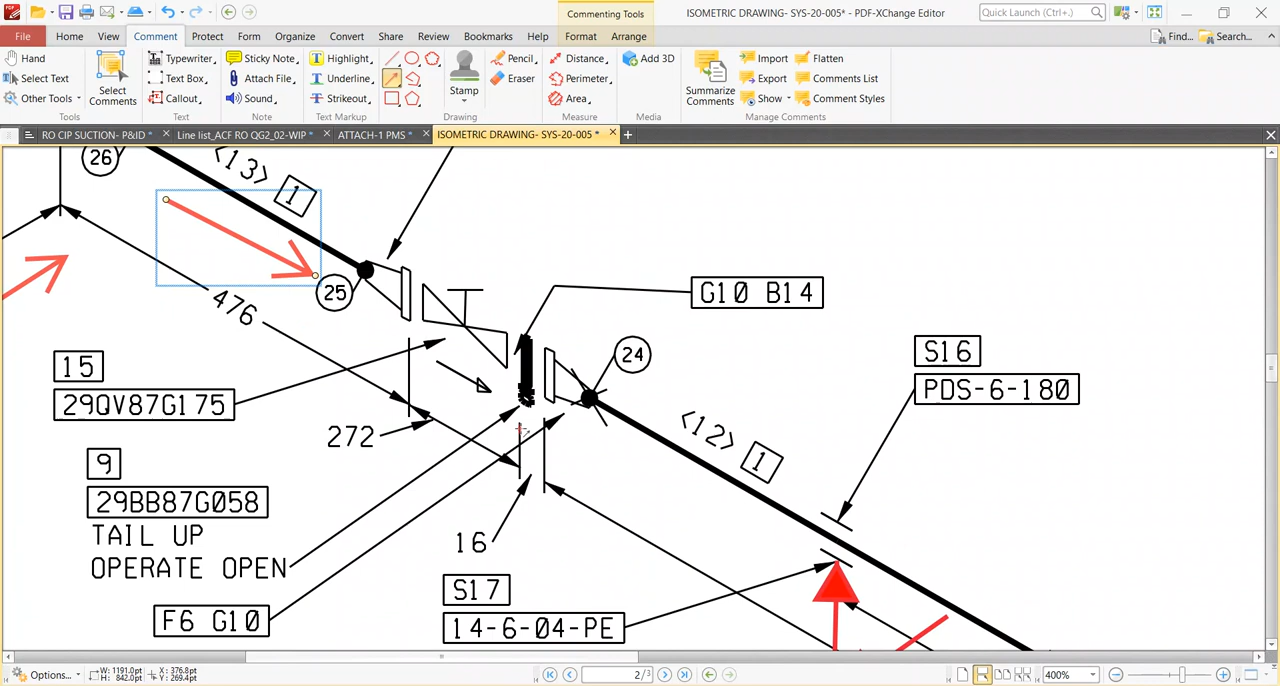 Commenting Tools
ISOMETRIC DRAWING- SYS-20-005* - PDF-XChange Editor
Quick Launch (Ctrl+.)
File Home View Comment Protect Form Organize Convert Share Review Bookmarks Help Format Arrange
Find... Search...
Hand
Select Text
Other Tools
Tools
Select Comments
Typewriter
Text Box
Callout
Text
Sticky Note
Attach File
Sound
Note
Highlight
Underline
Strikeout
Text Markup
Stamp
Pencil
Eraser
Drawing
Distance
Perimeter
Area
Measure
Add 3D
Media
Summarize Comments
Import
Export
Show
Flatten
Comments List
Comment Styles
Manage Comments
RO CIP SUCTION- P&ID *
Line list_ACF RO QG2_02-WIP *
ATTACH-1 PMS *
ISOMETRIC DRAWING- SYS-20-005 *
26
<13> 1
25
476
G10 B14
24
S16
PDS-6-180
15
29QV87G175
272
<12> 1
9
29BB87G058
TAIL UP
OPERATE OPEN
16
F6 G10
S17
14-6-04-PE
Options...
W: 1191.0pt
H: 842.0pt
X: 376.8pt
Y: 269.4pt
2/3
400%